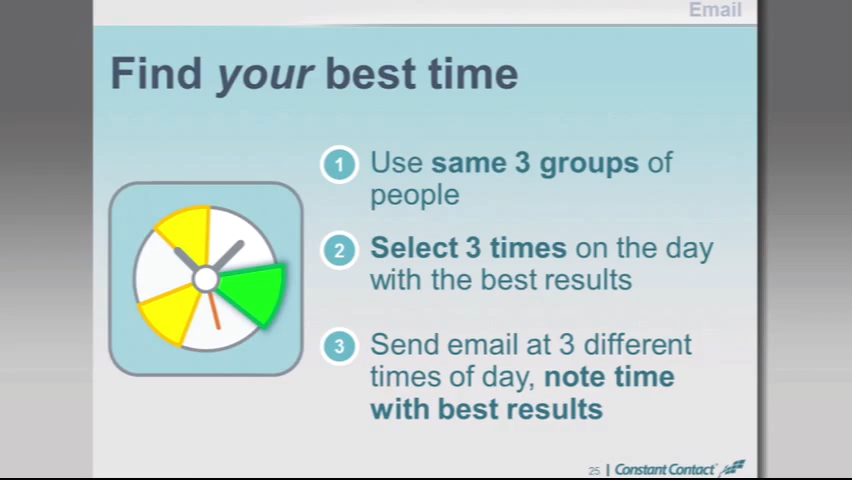 Email
Find your best time
1 Use same 3 groups of
people
2 Select 3 times on the day
with the best results
3 Send email at 3 different
times of day, note time
with best results
25 | Constant Contact